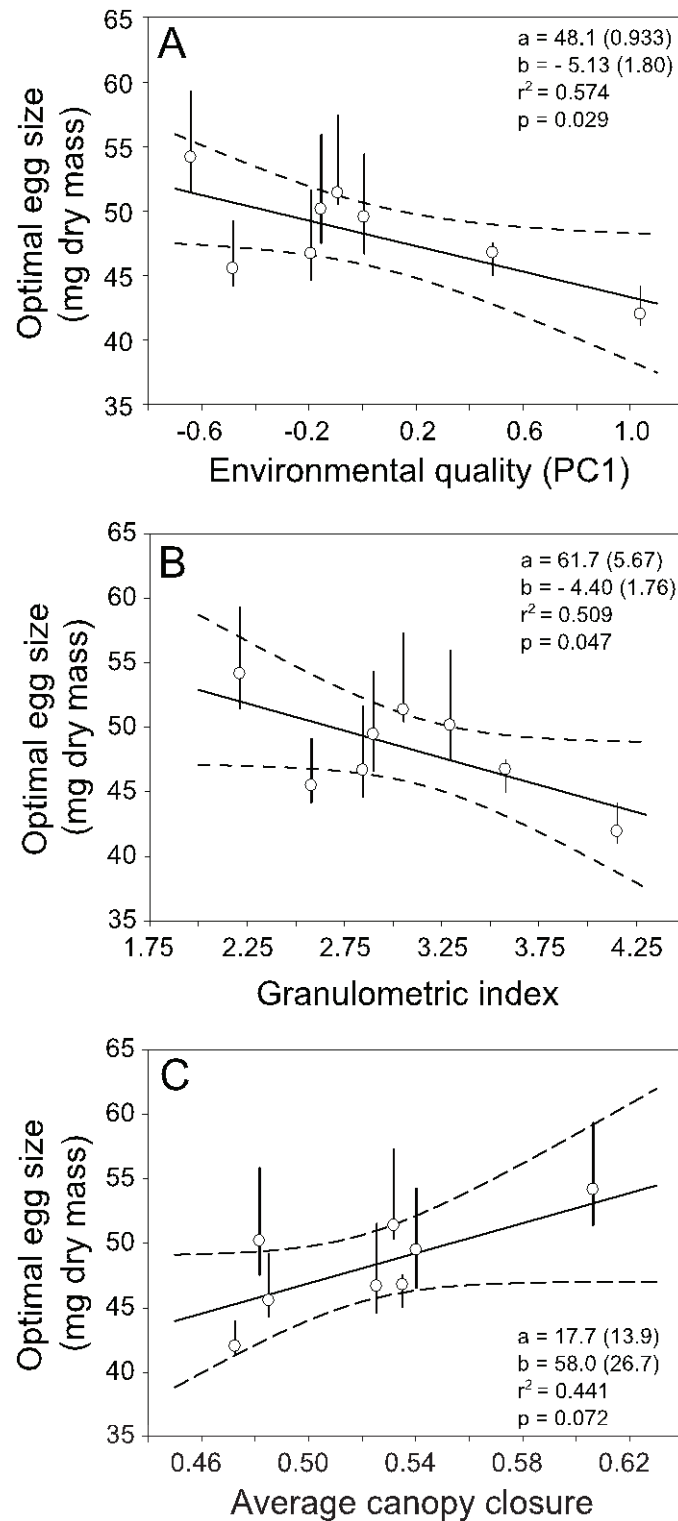 A
a = 48.1 (0.933)
b = - 5.13 (1.80)
r² = 0.574
p = 0.029
Optimal egg size
(mg dry mass)
65
60
55
50
45
40
35
-0.6 -0.2 0.2 0.6 1.0
Environmental quality (PC1)
B
a = 61.7 (5.67)
b = - 4.40 (1.76)
r² = 0.509
p = 0.047
Optimal egg size
(mg dry mass)
65
60
55
50
45
40
35
1.75 2.25 2.75 3.25 3.75 4.25
Granulometric index
C
Optimal egg size
(mg dry mass)
65
60
55
50
45
40
35
a = 17.7 (13.9)
b = 58.0 (26.7)
r² = 0.441
p = 0.072
0.46 0.50 0.54 0.58 0.62
Average canopy closure